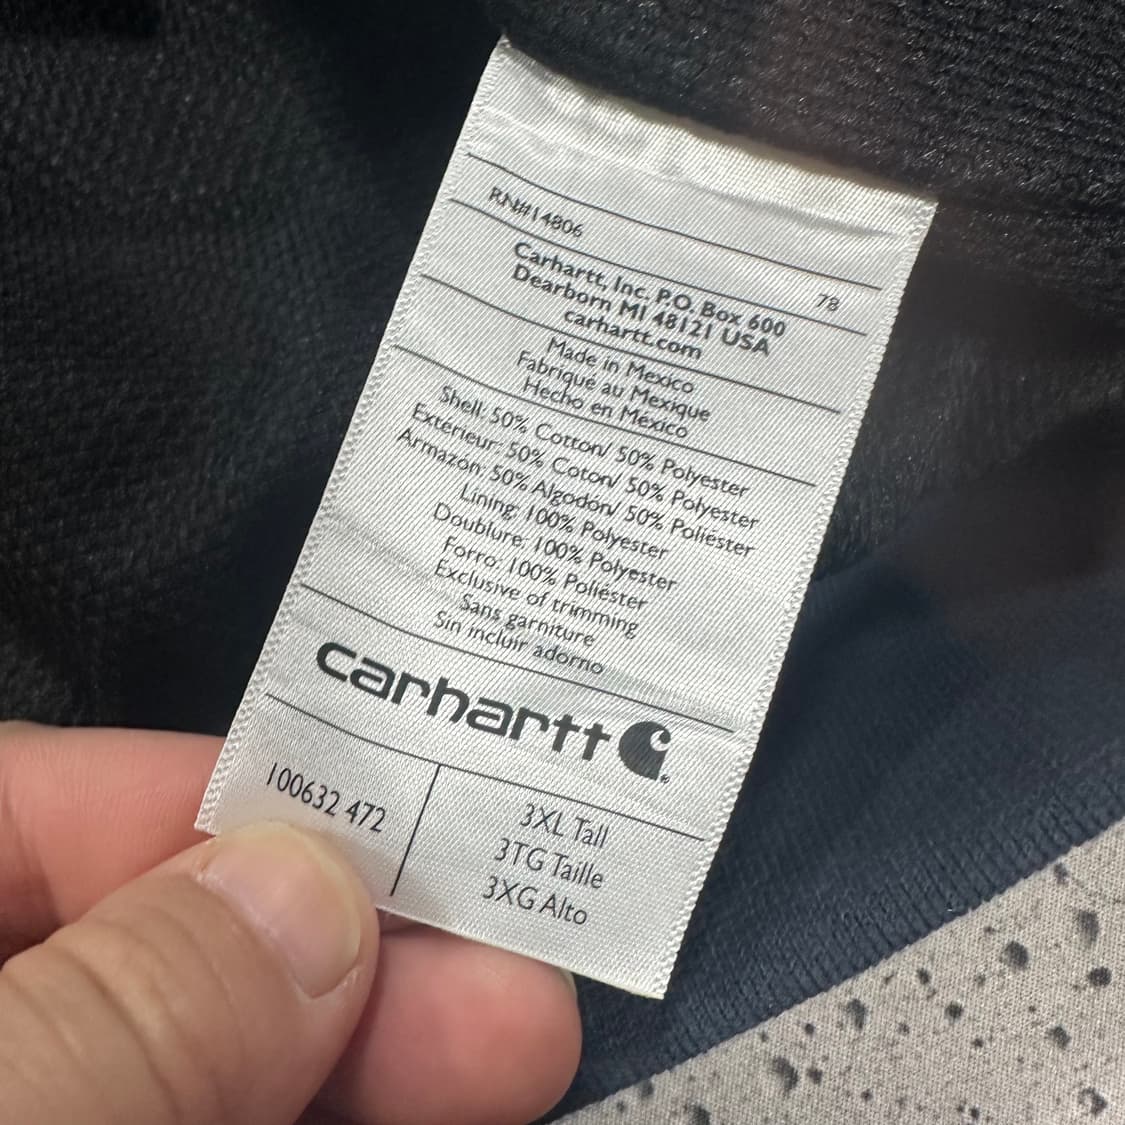 RN#14806
78
Carhartt, Inc. P.O. Box 600
Dearborn MI 48121 USA
carhartt.com
Made in Mexico
Fabriqué au Mexique
Hecho en México
Shell: 50% Cotton/ 50% Polyester
Extérieur: 50% Coton/ 50% Polyester
Armazón: 50% Algodón/ 50% Poliéster
Lining: 100% Polyester
Doublure: 100% Polyester
Forro: 100% Poliéster
Exclusive of trimming
Sans garniture
Sin incluir adorno
carhartt
100632 472
3XL Tall
3TG Taille
3XG Alto